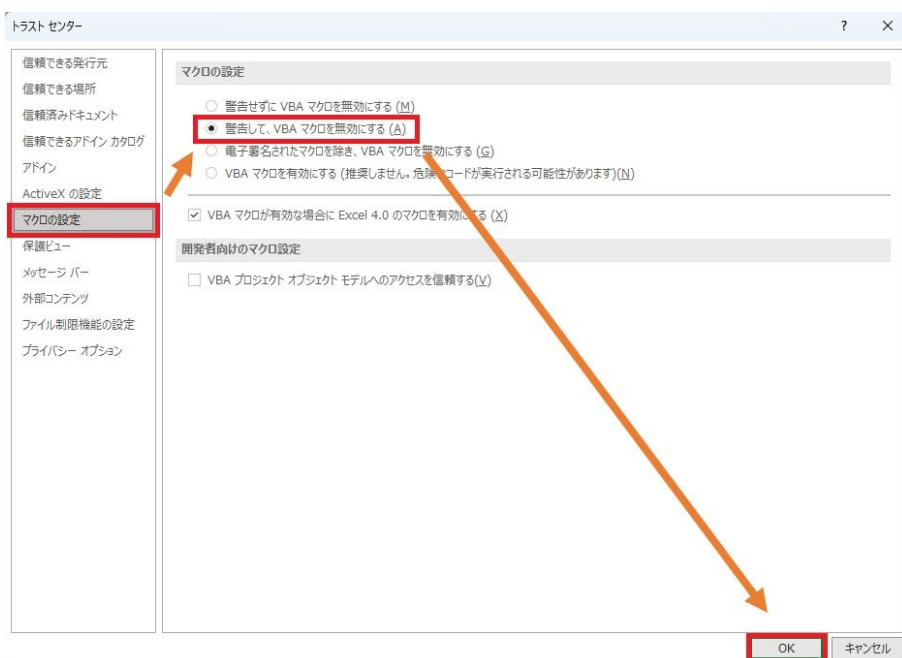 トラスト センター
? ×
信頼できる発行元
信頼できる場所
信頼済みドキュメント
信頼できるアドイン カタログ
アドイン
ActiveX の設定
マクロの設定
保護ビュー
メッセージ バー
外部コンテンツ
ファイル制限機能の設定
プライバシー オプション
マクロの設定
警告せずに VBA マクロを無効にする (M)
警告して、VBA マクロを無効にする (A)
電子署名されたマクロを除き、VBA マクロを無効にする (G)
VBA マクロを有効にする (推奨しません。危険なコードが実行される可能性があります)(N)
VBA マクロが有効な場合に Excel 4.0 のマクロを有効にする (X)
開発者向けのマクロ設定
VBA プロジェクト オブジェクト モデルへのアクセスを信頼する(V)
OK キャンセル